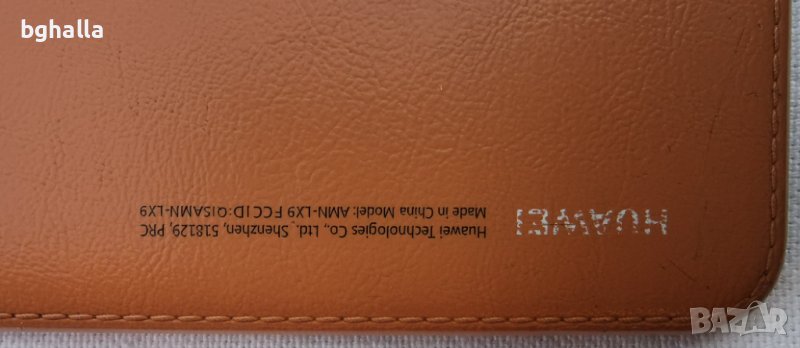 bghalla
HUAWEI
Huawei Technologies Co., Ltd. Shenzhen, 518129, PRC
Made in China Model: AMN-LX9 FCC ID: QISAMN-LX9
BAZAR